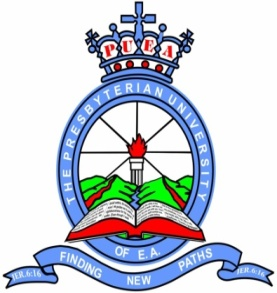 PUEA
THE PRESBYTERIAN UNIVERSITY
OF E.A.
JER.6:16 FINDING NEW PATHS JER.6:16